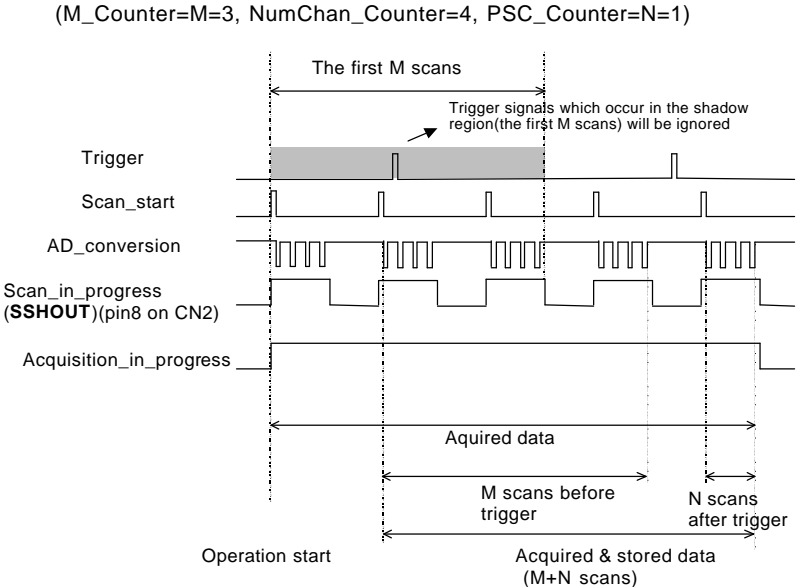 (M_Counter=M=3, NumChan_Counter=4, PSC_Counter=N=1)
The first M scans
Trigger signals which occur in the shadow
region(the first M scans) will be ignored
Trigger
Scan_start
AD_conversion
Scan_in_progress
(SSHOUT)(pin8 on CN2)
Acquisition_in_progress
Aquired data
M scans before
trigger
N scans
after trigger
Operation start
Acquired & stored data
(M+N scans)